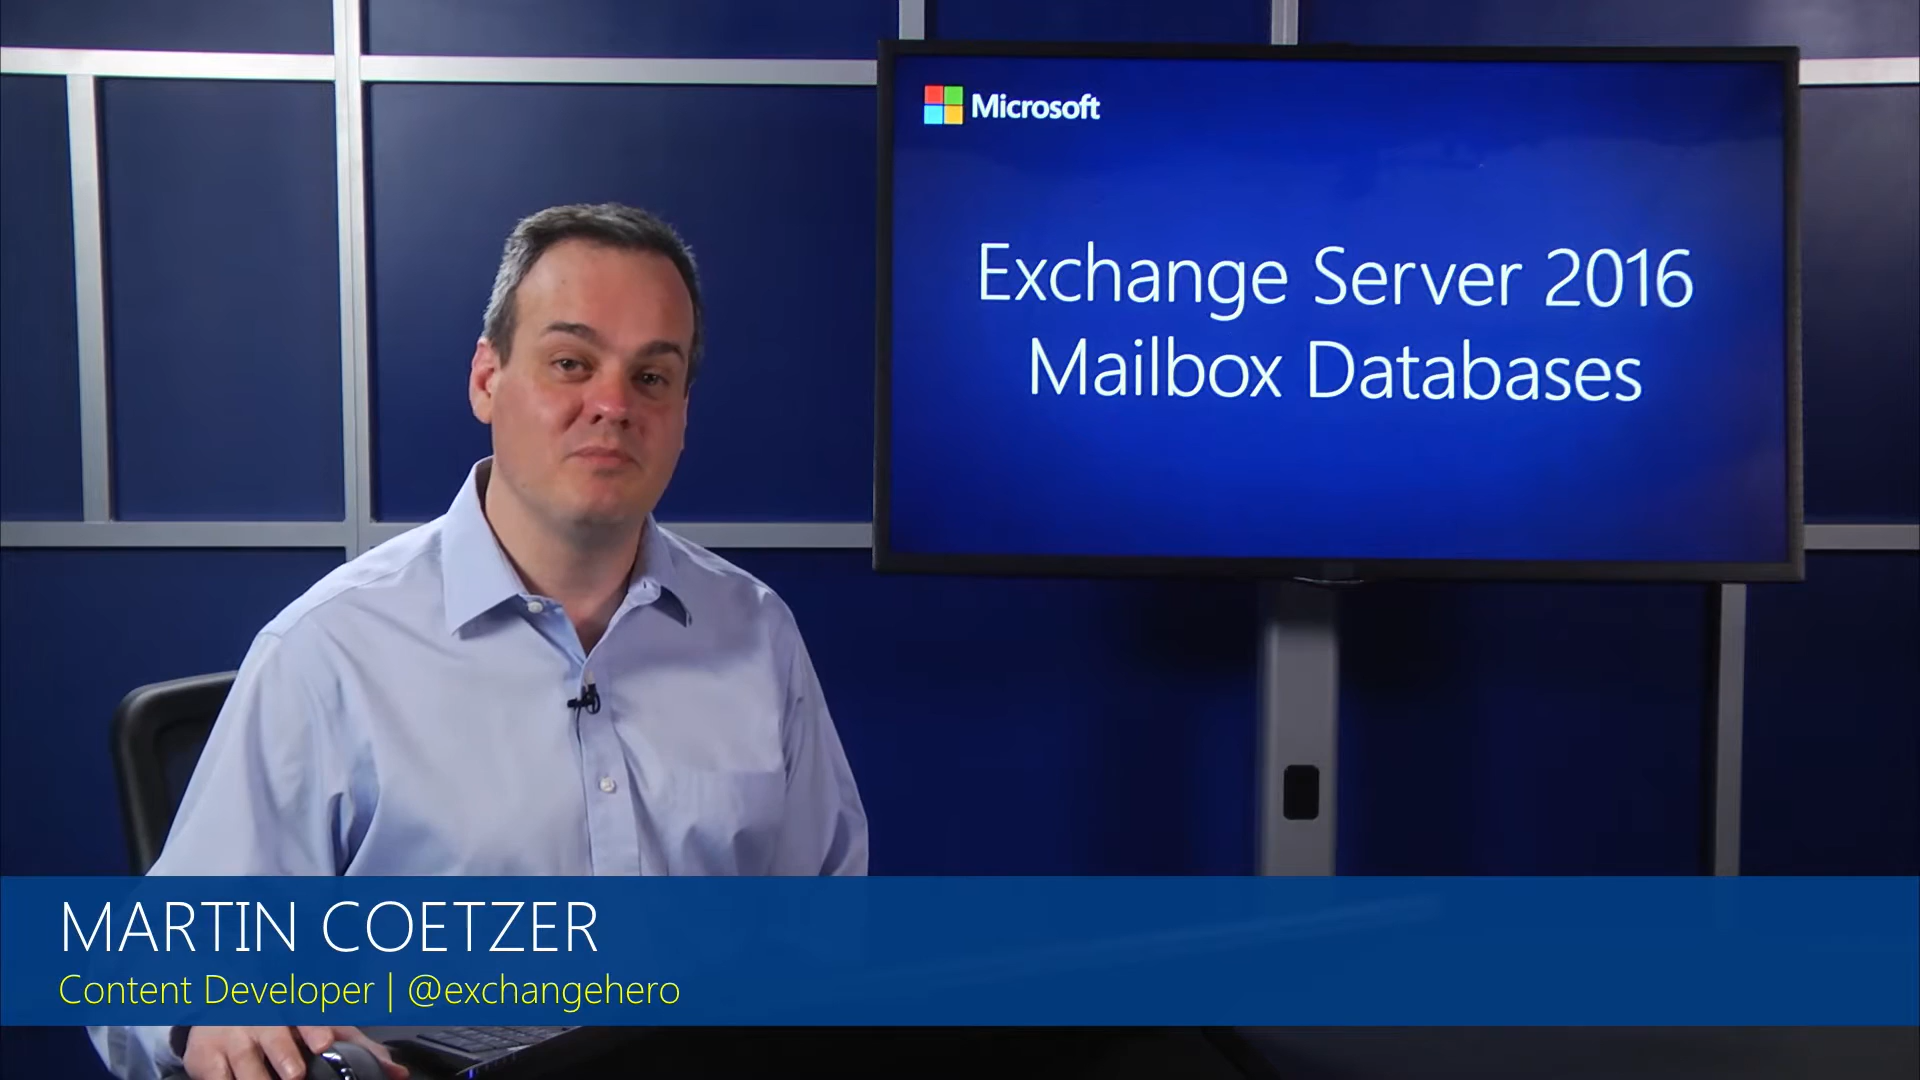 Microsoft
Exchange Server 2016
Mailbox Databases
MARTIN COETZER
Content Developer | @exchangehero